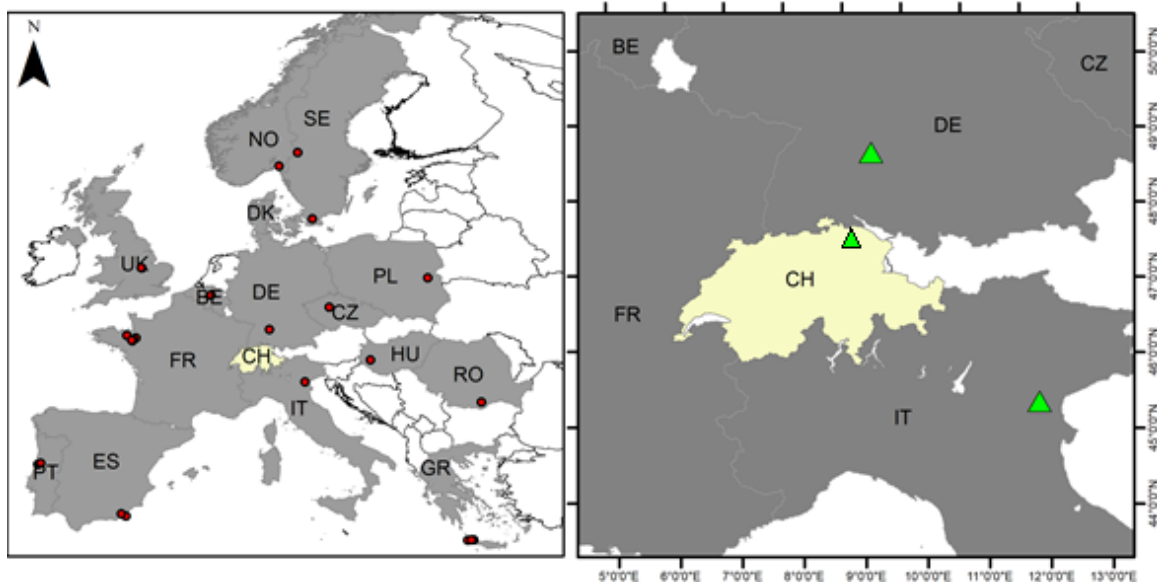 N
SE
NO
DK
UK
PL
BE
DE
CZ
FR
CH
HU
RO
IT
ES
PT
GR
BE
CZ
DE
CH
FR
IT
50°0'0"N
49°0'0"N
48°0'0"N
47°0'0"N
46°0'0"N
45°0'0"N
44°0'0"N
5°0'0"E 6°0'0"E 7°0'0"E 8°0'0"E 9°0'0"E 10°0'0"E 11°0'0"E 12°0'0"E 13°0'0"E